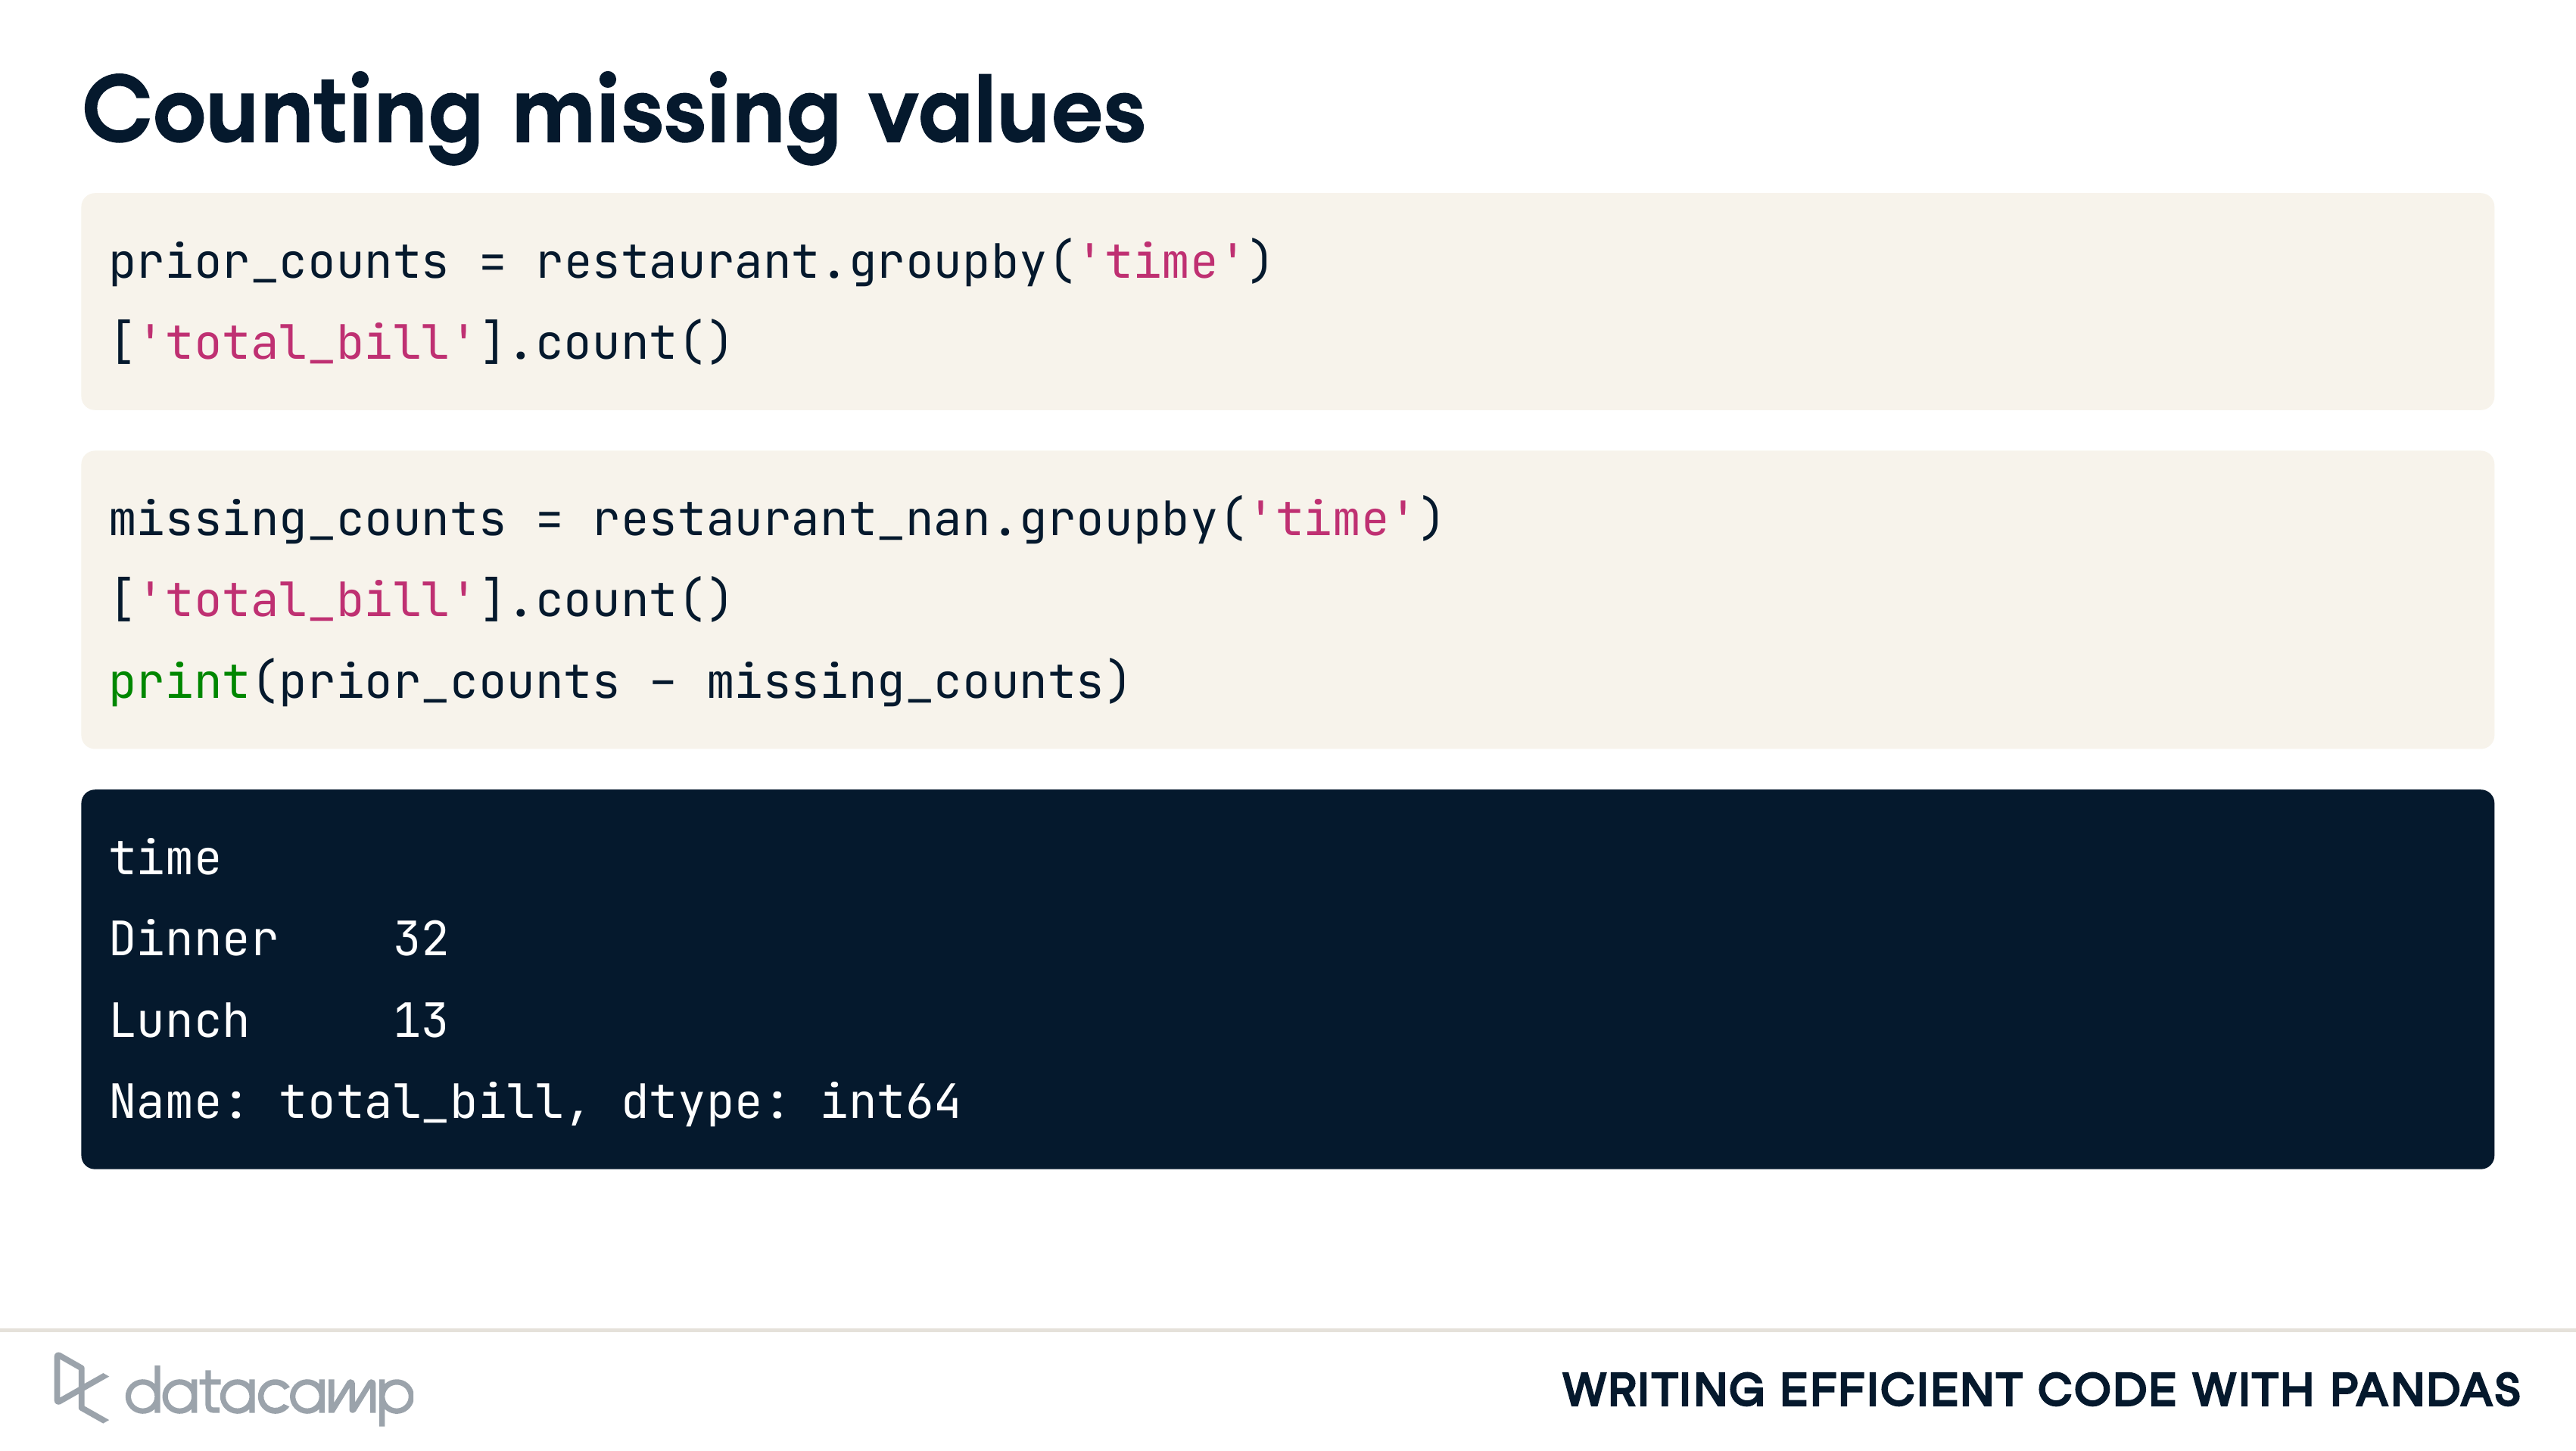 Counting missing values
prior_counts = restaurant.groupby('time')
['total_bill'].count()
missing_counts = restaurant_nan.groupby('time')
['total_bill'].count()
print(prior_counts - missing_counts)
time
Dinner    32
Lunch     13
Name: total_bill, dtype: int64
datacamp
WRITING EFFICIENT CODE WITH PANDAS